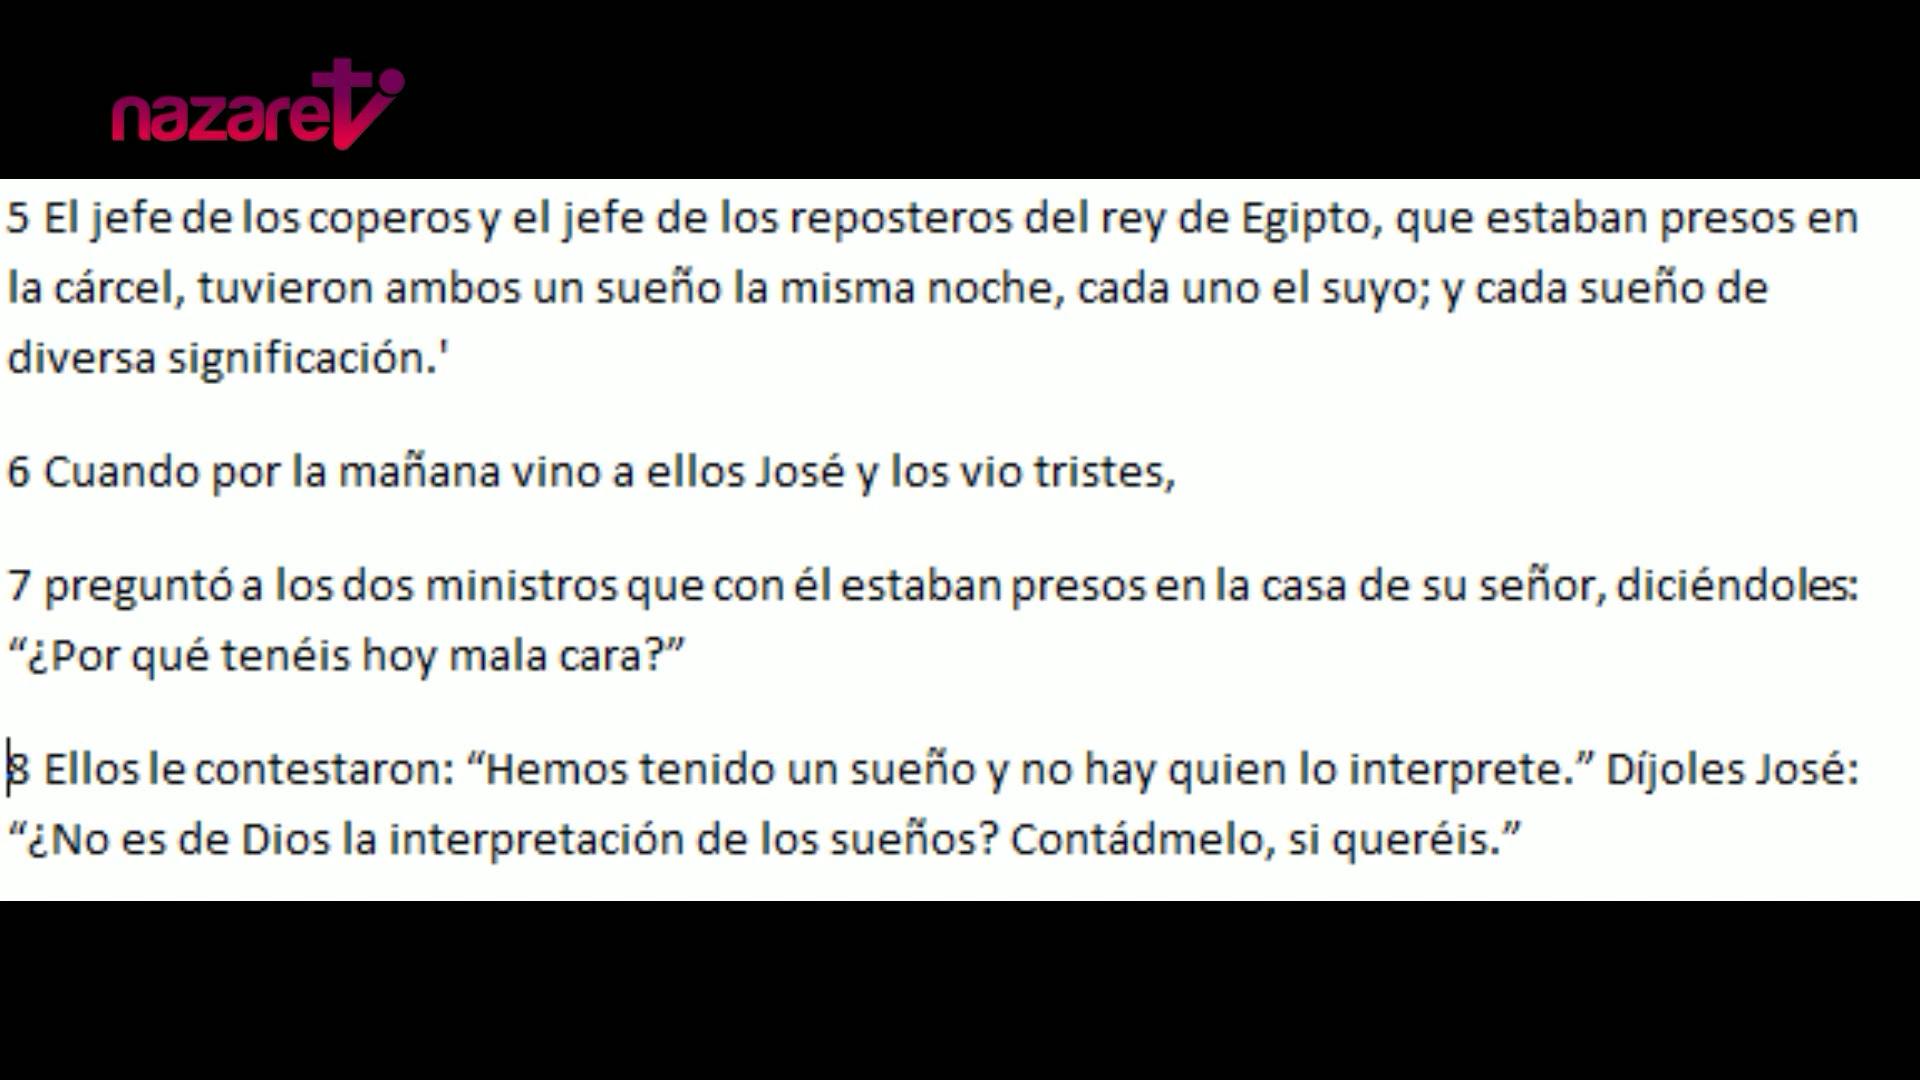 nazaretv
5 El jefe de los coperos y el jefe de los reposteros del rey de Egipto, que estaban presos en
la cárcel, tuvieron ambos un sueño la misma noche, cada uno el suyo; y cada sueño de
diversa significación.'
6 Cuando por la mañana vino a ellos José y los vio tristes,
7 preguntó a los dos ministros que con él estaban presos en la casa de su señor, diciéndoles:
“¿Por qué tenéis hoy mala cara?”
8 Ellos le contestaron: “Hemos tenido un sueño y no hay quien lo interprete.” Díjoles José:
“¿No es de Dios la interpretación de los sueños? Contádmelo, si queréis.”